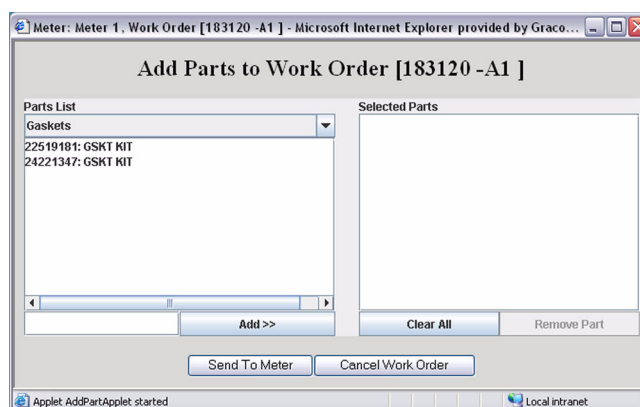 Meter: Meter 1, Work Order [183120 -A1 ] - Microsoft Internet Explorer provided by Graco...
Add Parts to Work Order [183120 -A1 ]
Parts List
Selected Parts
Gaskets
22519181: GSKT KIT
24221347: GSKT KIT
Add >>
Clear All
Remove Part
Send To Meter
Cancel Work Order
Applet AddPartApplet started
Local intranet